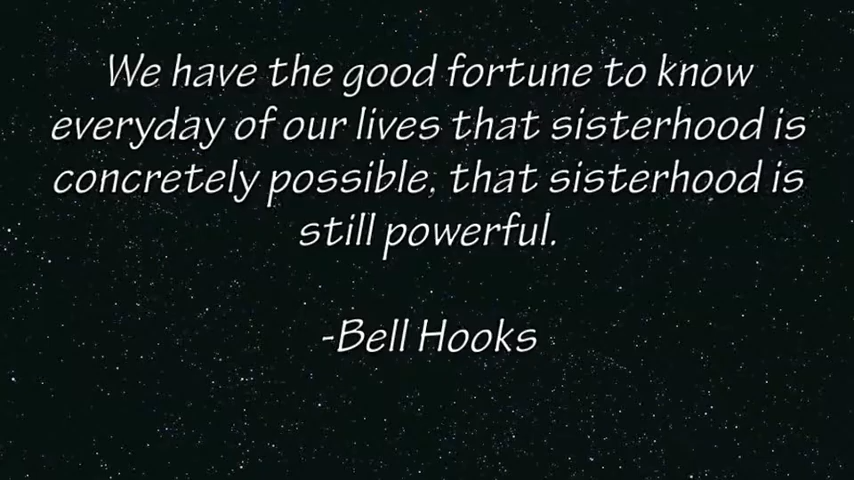 We have the good fortune to know
everyday of our lives that sisterhood is
concretely possible, that sisterhood is
still powerful.
-Bell Hooks